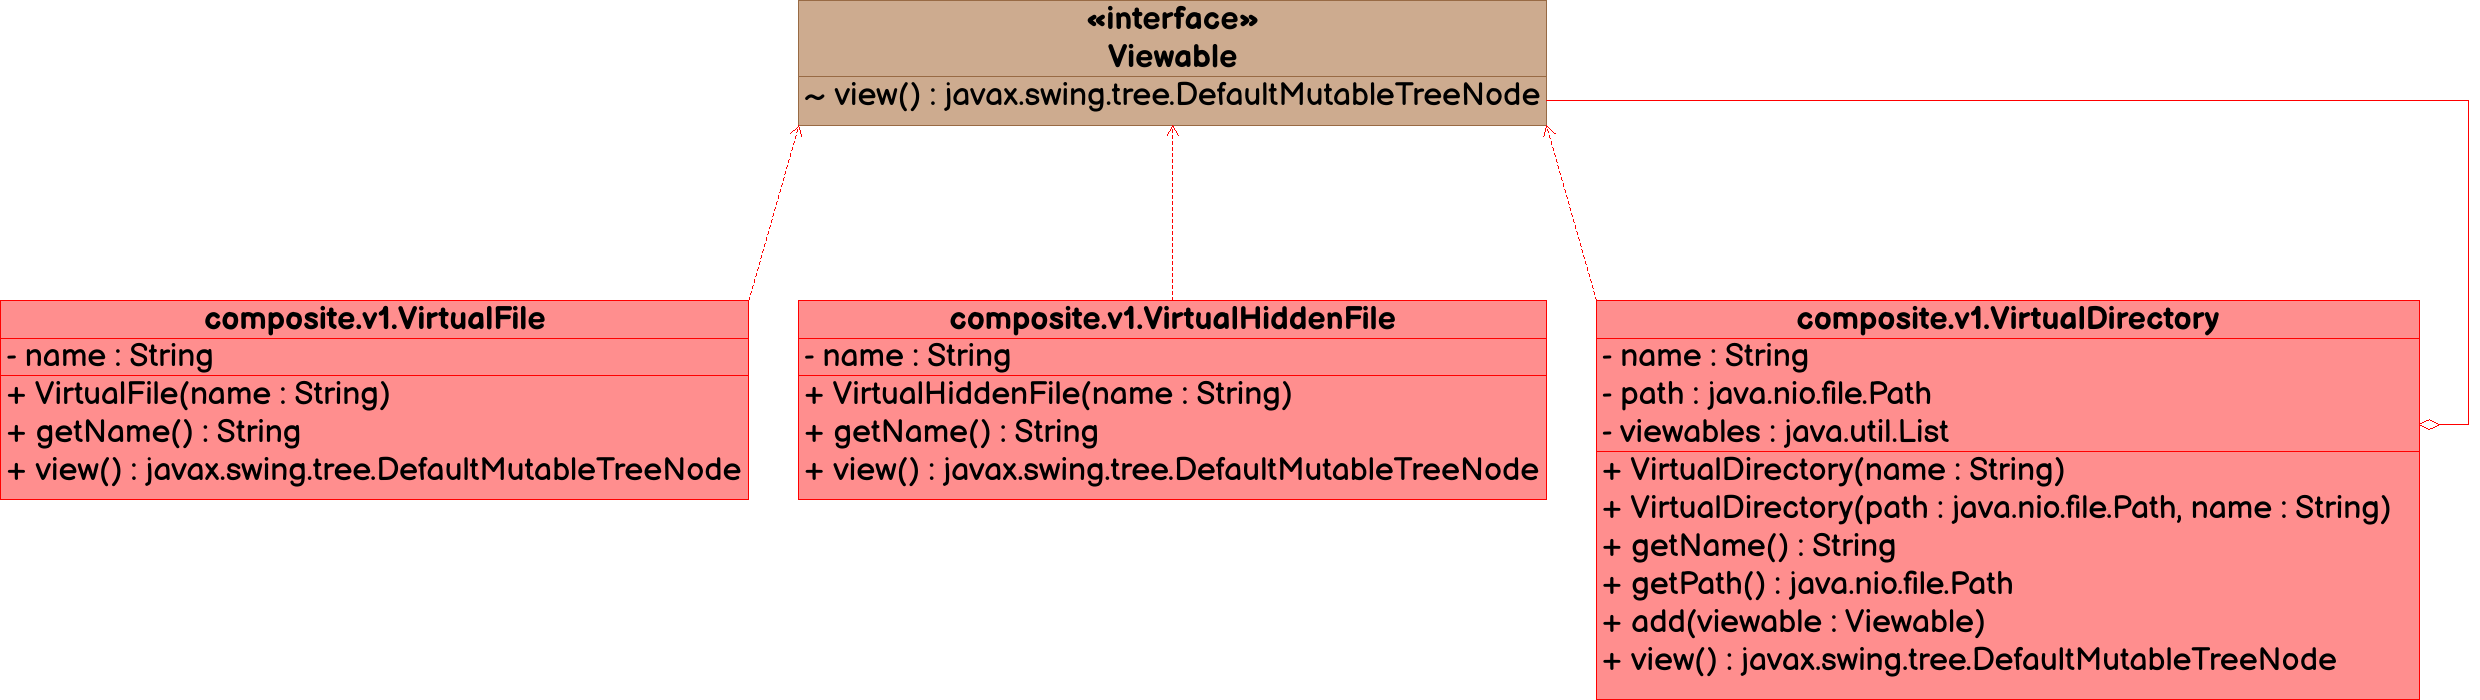 «interface»
Viewable
~ view() : javax.swing.tree.DefaultMutableTreeNode
composite.v1.VirtualFile
- name : String
+ VirtualFile(name : String)
+ getName() : String
+ view() : javax.swing.tree.DefaultMutableTreeNode
composite.v1.VirtualHiddenFile
- name : String
+ VirtualHiddenFile(name : String)
+ getName() : String
+ view() : javax.swing.tree.DefaultMutableTreeNode
composite.v1.VirtualDirectory
- name : String
- path : java.nio.file.Path
- viewables : java.util.List
+ VirtualDirectory(name : String)
+ VirtualDirectory(path : java.nio.file.Path, name : String)
+ getName() : String
+ getPath() : java.nio.file.Path
+ add(viewable : Viewable)
+ view() : javax.swing.tree.DefaultMutableTreeNode